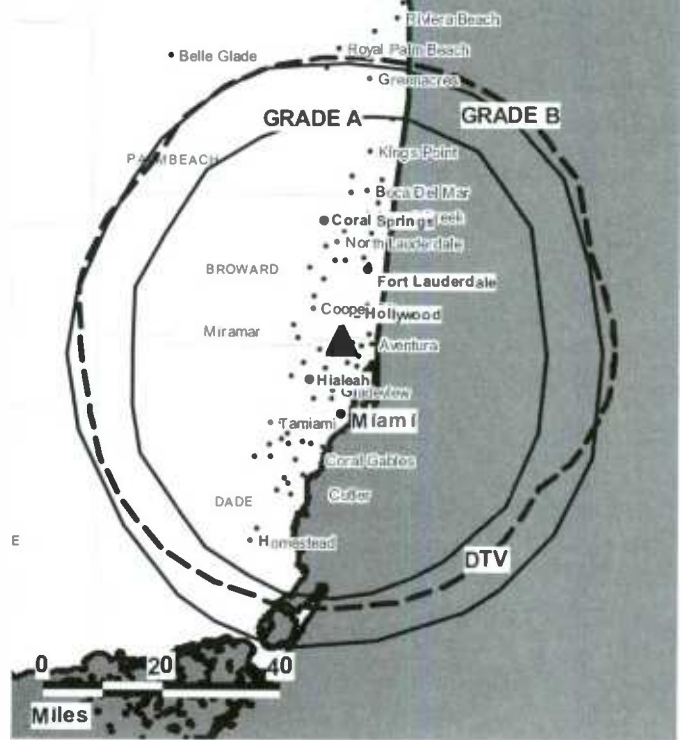 Riviera Beach
Royal Palm Beach
Belle Glade
Greenacres
GRADE A
GRADE B
Kings Point
PALMBEACH
Boca Del Mar
Coral Springs
reek
North Lauderdale
BROWARD
Fort Lauderdale
Cooper
Hollywood
Miramar
Aventura
Hialeah
Gladeview
Tamiami
Miami
Coral Gables
DADE
Cutler
E
Homestead
DTV
0 20 40
Miles